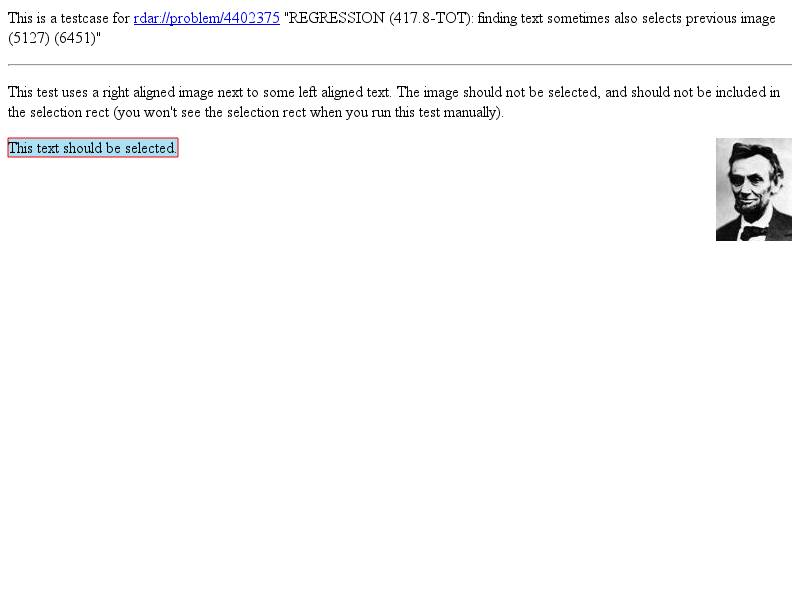 This is a testcase for rdar://problem/4402375 "REGRESSION (417.8-TOT): finding text sometimes also selects previous image
(5127) (6451)"
This test uses a right aligned image next to some left aligned text. The image should not be selected, and should not be included in
the selection rect (you won't see the selection rect when you run this test manually).
This text should be selected.